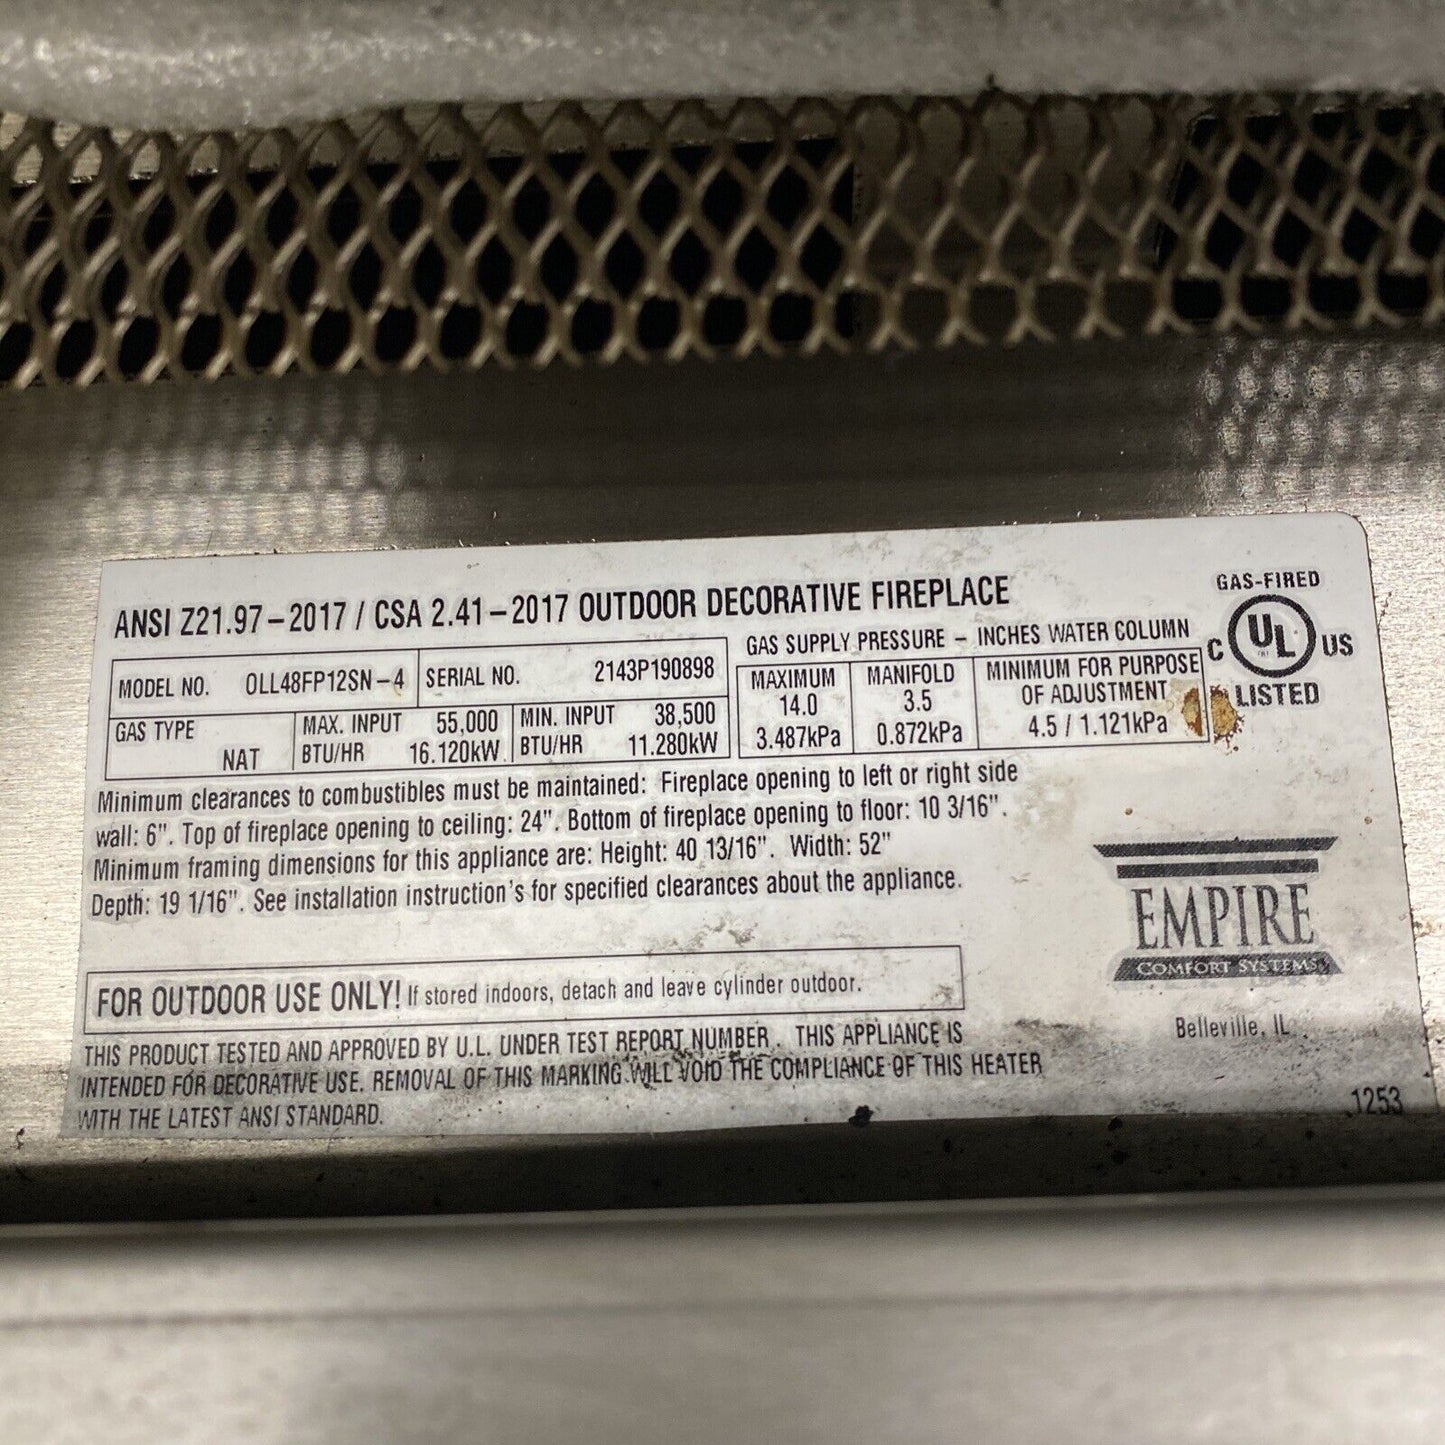 ANSI Z21.97-2017 / CSA 2.41-2017 OUTDOOR DECORATIVE FIREPLACE
MODEL NO. OLL48FP12SN-4 SERIAL NO. 2143P190898
GAS TYPE NAT MAX. INPUT BTU/HR 55,000 16.120kW MIN. INPUT BTU/HR 38,500 11.280kW
GAS SUPPLY PRESSURE - INCHES WATER COLUMN
MAXIMUM 14.0 3.487kPa
MANIFOLD 3.5 0.872kPa
MINIMUM FOR PURPOSE
OF ADJUSTMENT
4.5 / 1.121kPa
GAS-FIRED
C UL US
LISTED
Minimum clearances to combustibles must be maintained: Fireplace opening to left or right side
wall: 6". Top of fireplace opening to ceiling: 24". Bottom of fireplace opening to floor: 10 3/16".
Minimum framing dimensions for this appliance are: Height: 40 13/16". Width: 52"
Depth: 19 1/16". See installation instruction's for specified clearances about the appliance.
EMPIRE
COMFORT SYSTEMS
Belleville, IL
FOR OUTDOOR USE ONLY! If stored indoors, detach and leave cylinder outdoor.
THIS PRODUCT TESTED AND APPROVED BY U.L. UNDER TEST REPORT NUMBER . THIS APPLIANCE IS
INTENDED FOR DECORATIVE USE. REMOVAL OF THIS MARKING WILL VOID THE COMPLIANCE OF THIS HEATER
WITH THE LATEST ANSI STANDARD.
1253